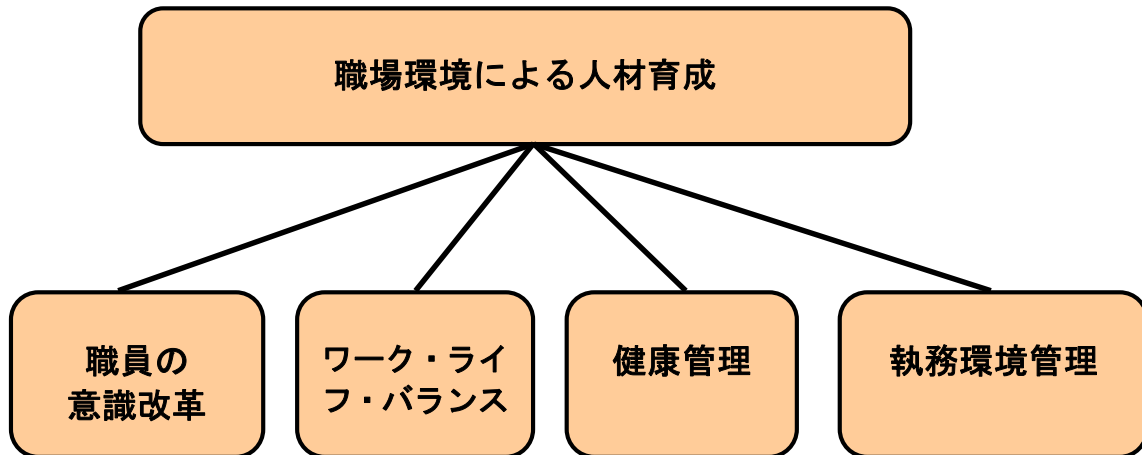 職場環境による人材育成
職員の
意識改革
ワーク・ライ
フ・バランス
健康管理
執務環境管理